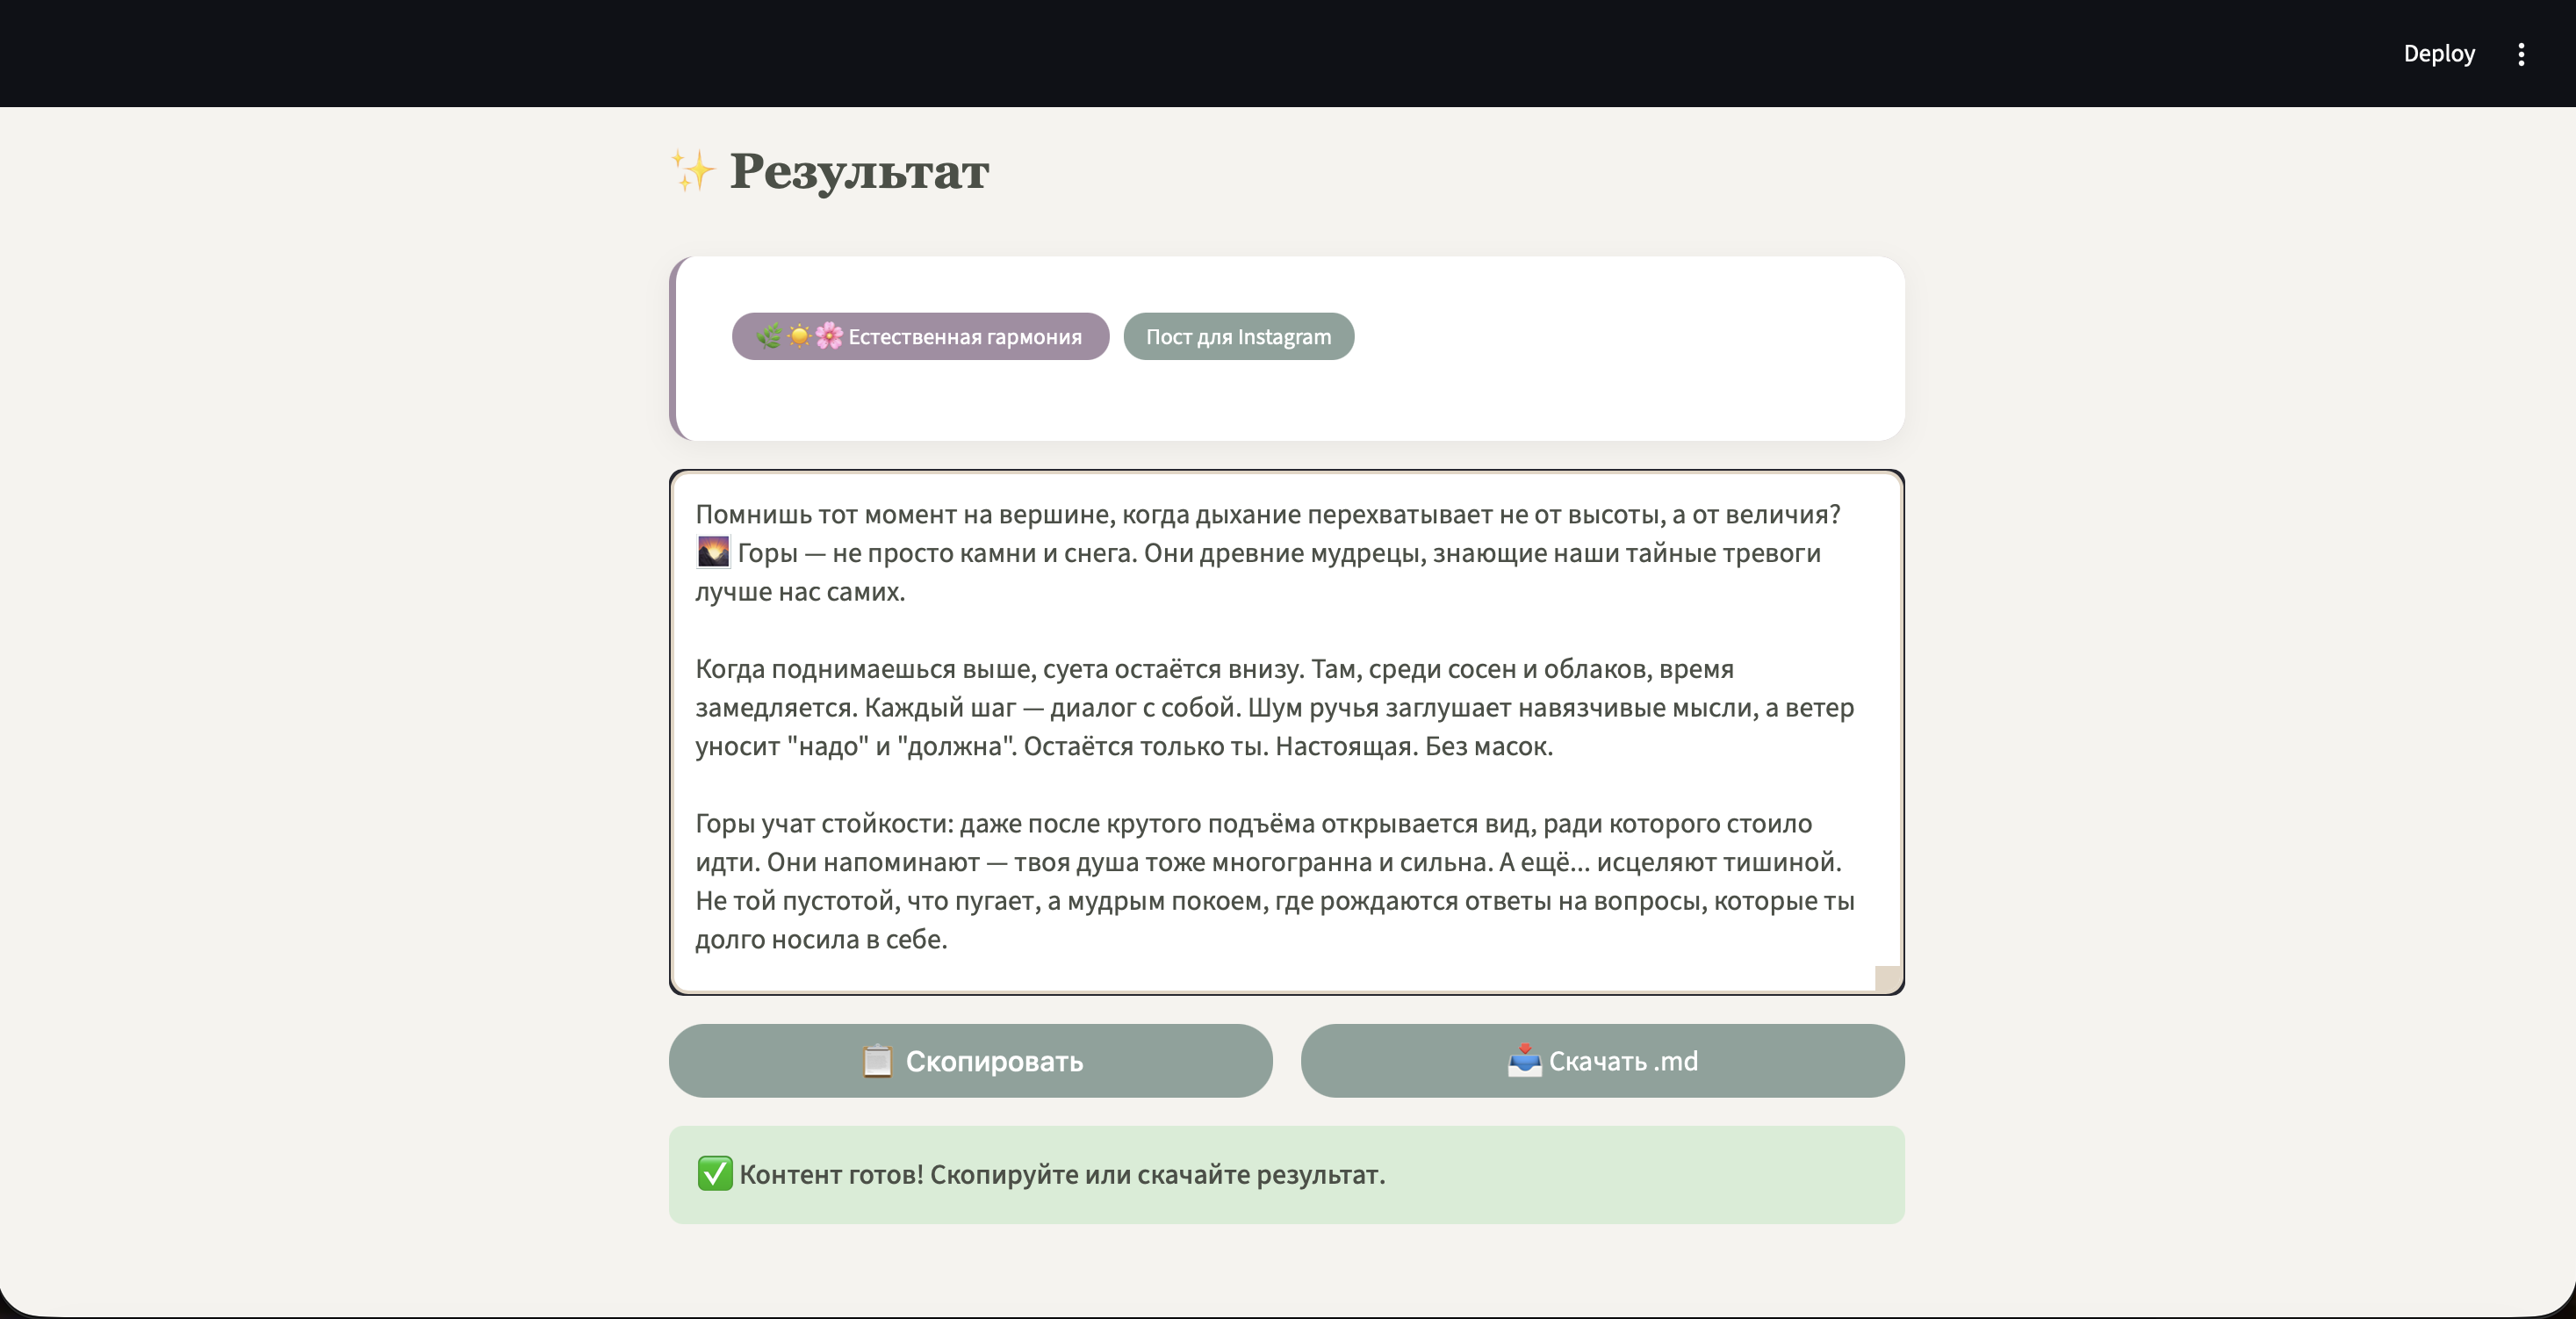 Deploy
✨ Результат
🌿☀️🌸 Естественная гармония
Пост для Instagram
Помнишь тот момент на вершине, когда дыхание перехватывает не от высоты, а от величия?
🌄 Горы — не просто камни и снега. Они древние мудрецы, знающие наши тайные тревоги
лучше нас самих.
Когда поднимаешься выше, суета остаётся внизу. Там, среди сосен и облаков, время
замедляется. Каждый шаг — диалог с собой. Шум ручья заглушает навязчивые мысли, а ветер
уносит "надо" и "должна". Остаётся только ты. Настоящая. Без масок.
Горы учат стойкости: даже после крутого подъёма открывается вид, ради которого стоило
идти. Они напоминают — твоя душа тоже многогранна и сильна. А ещё... исцеляют тишиной.
Не той пустотой, что пугает, а мудрым покоем, где рождаются ответы на вопросы, которые ты
долго носила в себе.
📋 Скопировать
📥 Скачать .md
✅ Контент готов! Скопируйте или скачайте результат.